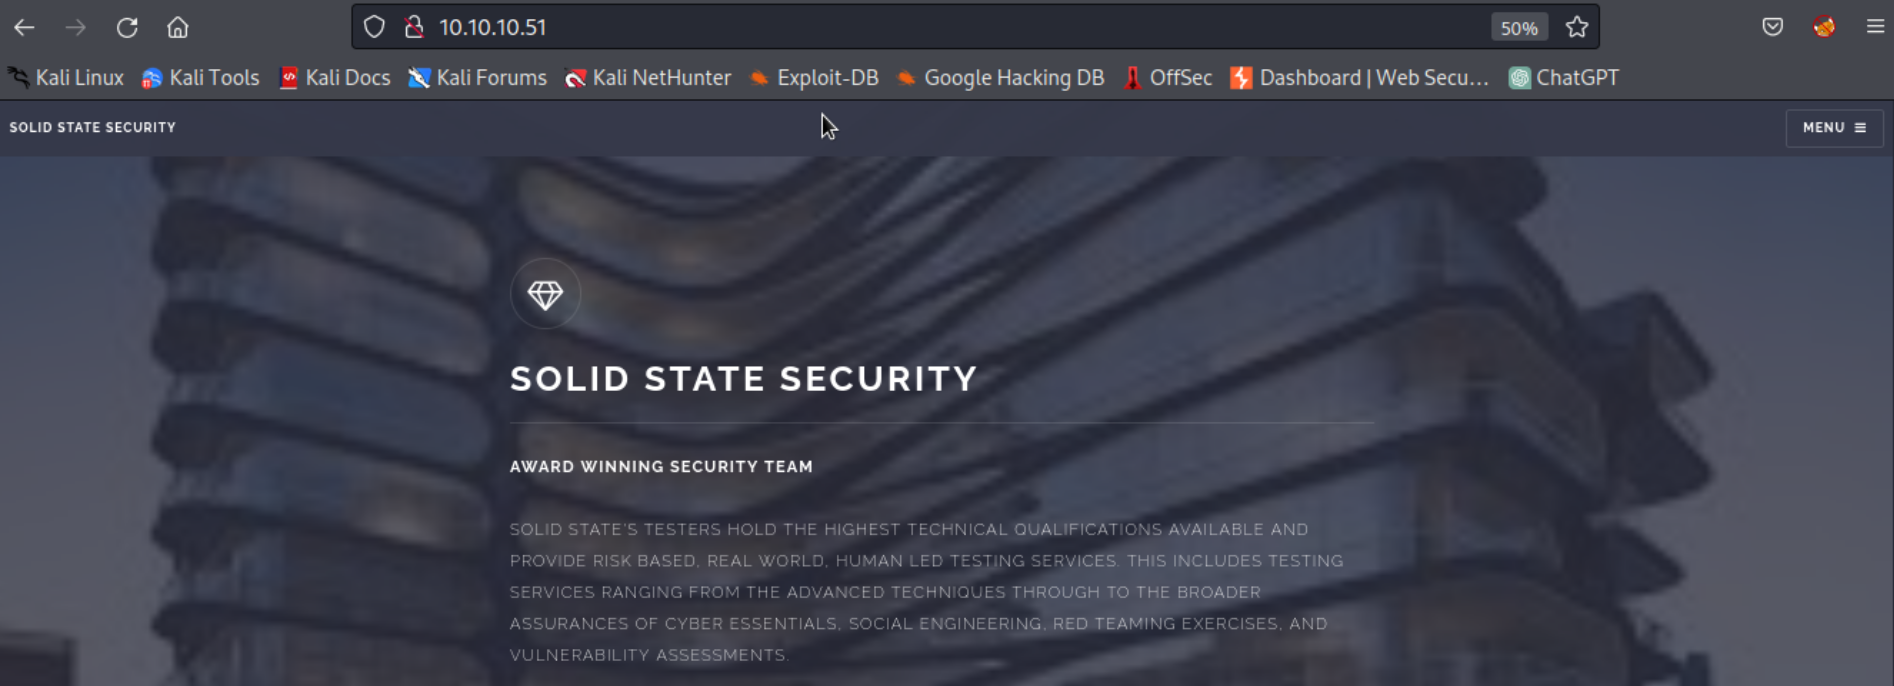 10.10.10.51
50%
Kali Linux Kali Tools Kali Docs Kali Forums Kali NetHunter Exploit-DB Google Hacking DB OffSec Dashboard | Web Secu... ChatGPT
SOLID STATE SECURITY
MENU
SOLID STATE SECURITY
AWARD WINNING SECURITY TEAM
SOLID STATE'S TESTERS HOLD THE HIGHEST TECHNICAL QUALIFICATIONS AVAILABLE AND
PROVIDE RISK BASED, REAL WORLD, HUMAN LED TESTING SERVICES. THIS INCLUDES TESTING
SERVICES RANGING FROM THE ADVANCED TECHNIQUES THROUGH TO THE BROADER
ASSURANCES OF CYBER ESSENTIALS, SOCIAL ENGINEERING, RED TEAMING EXERCISES, AND
VULNERABILITY ASSESSMENTS.